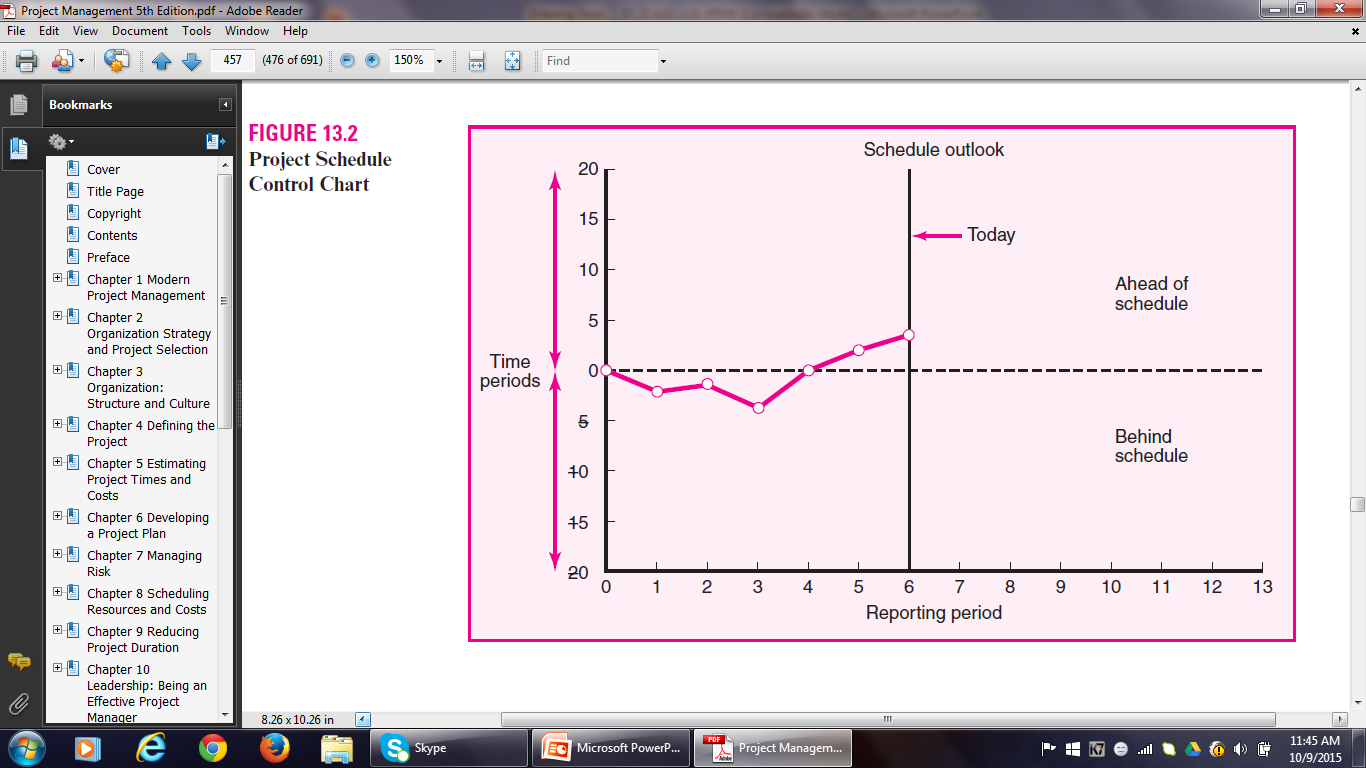 Project Management 5th Edition.pdf - Adobe Reader
File Edit View Document Tools Window Help
457 (476 of 691) 150% Find
Bookmarks
Cover
Title Page
Copyright
Contents
Preface
Chapter 1 Modern
Project Management
Chapter 2
Organization Strategy
and Project Selection
Chapter 3
Organization:
Structure and Culture
Chapter 4 Defining the
Project
Chapter 5 Estimating
Project Times and
Costs
Chapter 6 Developing
a Project Plan
Chapter 7 Managing
Risk
Chapter 8 Scheduling
Resources and Costs
Chapter 9 Reducing
Project Duration
Chapter 10
Leadership: Being an
Effective Project
Manager
FIGURE 13.2
Project Schedule
Control Chart
Schedule outlook
20
15
Today
10
Ahead of
schedule
5
Time
periods
0
-5
Behind
schedule
-10
-15
-20
0 1 2 3 4 5 6 7 8 9 10 11 12 13
Reporting period
8.26 x 10.26 in
Skype
Microsoft PowerP...
PDF
Adobe
Project Managem...
11:45 AM
10/9/2015